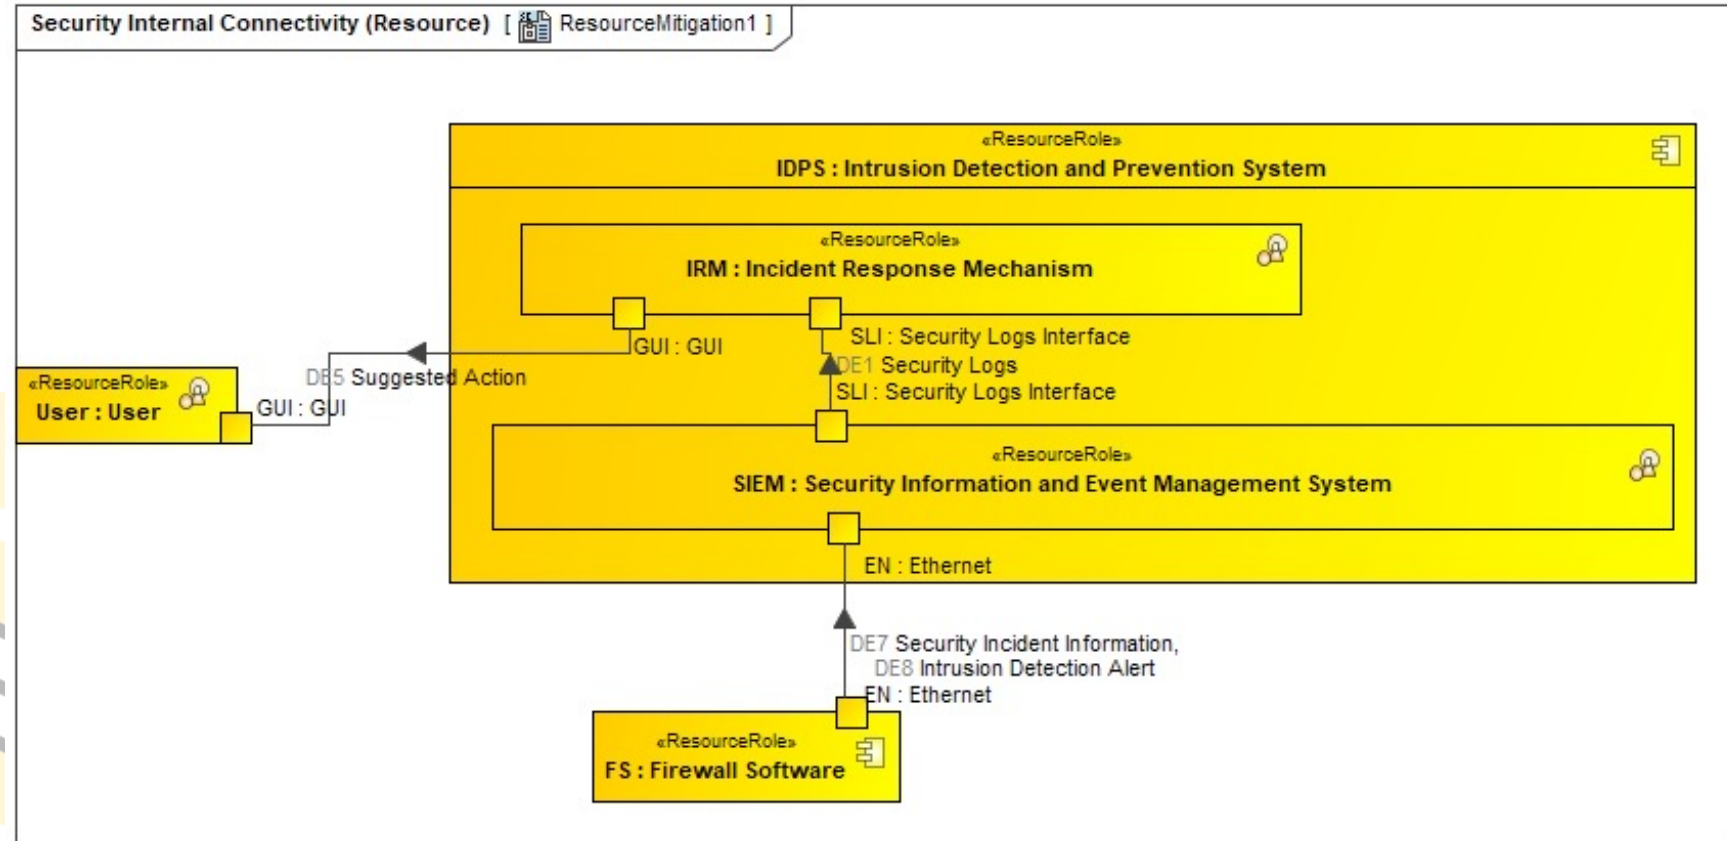 Security Internal Connectivity (Resource) [ ResourceMitigation1 ]
«ResourceRole»
IDPS : Intrusion Detection and Prevention System
«ResourceRole»
IRM : Incident Response Mechanism
GUI : GUI
SLI : Security Logs Interface
DE1 Security Logs
SLI : Security Logs Interface
DE5 Suggested Action
«ResourceRole»
User : User
GUI : GUI
«ResourceRole»
SIEM : Security Information and Event Management System
EN : Ethernet
DE7 Security Incident Information,
DE8 Intrusion Detection Alert
EN : Ethernet
«ResourceRole»
FS : Firewall Software